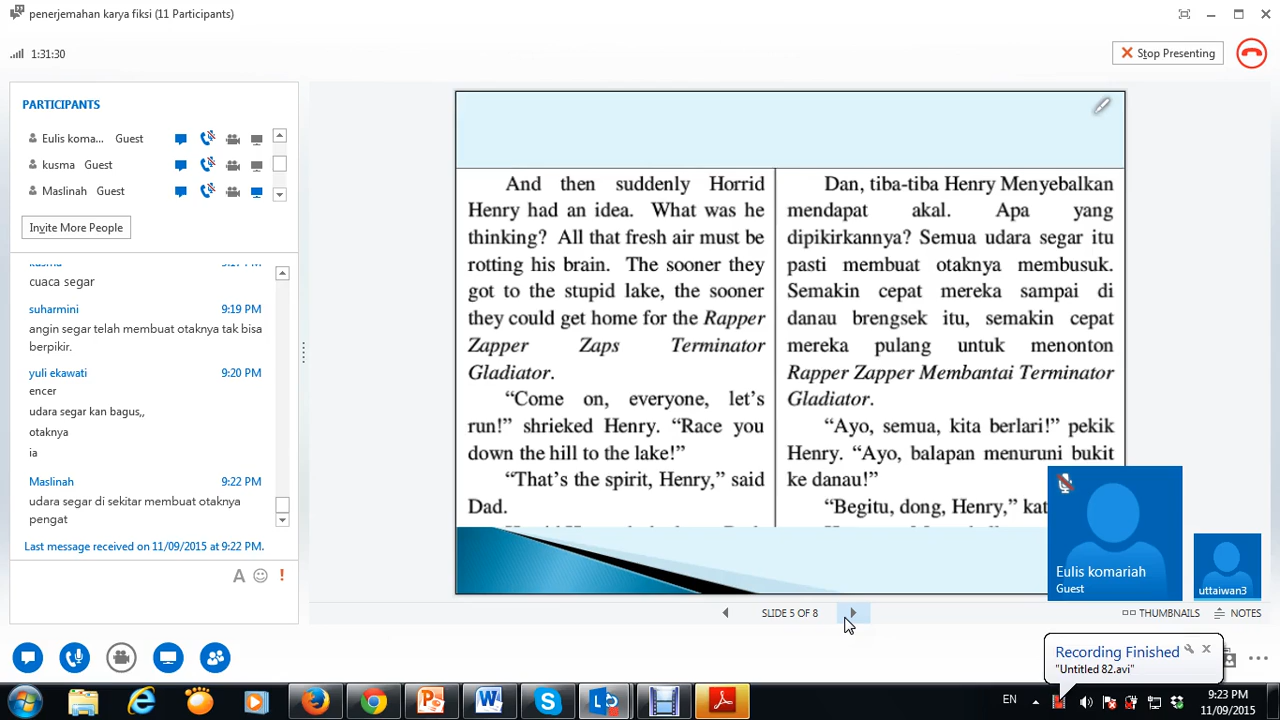 penerjemahan karya fiksi (11 Participants)
1:31:30
Stop Presenting
PARTICIPANTS
Eulis koma... Guest
kusma Guest
Maslinah Guest
Invite More People
cuaca segar
suharmini 9:19 PM
angin segar telah membuat otaknya tak bisa
berpikir.
yuli ekawati 9:20 PM
encer
udara segar kan bagus,,
otaknya
ia
Maslinah 9:22 PM
udara segar di sekitar membuat otaknya
pengat
Last message received on 11/09/2015 at 9:22 PM.
And then suddenly Horrid
Henry had an idea. What was he
thinking? All that fresh air must be
rotting his brain. The sooner they
got to the stupid lake, the sooner
they could get home for the Rapper
Zapper Zaps Terminator
Gladiator.
“Come on, everyone, let’s
run!” shrieked Henry. “Race you
down the hill to the lake!”
“That’s the spirit, Henry,” said
Dad.
Dan, tiba-tiba Henry Menyebalkan
mendapat akal. Apa yang
dipikirkannya? Semua udara segar itu
pasti membuat otaknya membusuk.
Semakin cepat mereka sampai di
danau brengsek itu, semakin cepat
mereka pulang untuk menonton
Rapper Zapper Membantai Terminator
Gladiator.
“Ayo, semua, kita berlari!” pekik
Henry. “Ayo, balapan menuruni bukit
ke danau!”
“Begitu, dong, Henry,” kat
Eulis komariah
Guest
uttaiwan3
SLIDE 5 OF 8
THUMBNAILS
NOTES
Recording Finished
"Untitled 82.avi"
EN
9:23 PM
11/09/2015